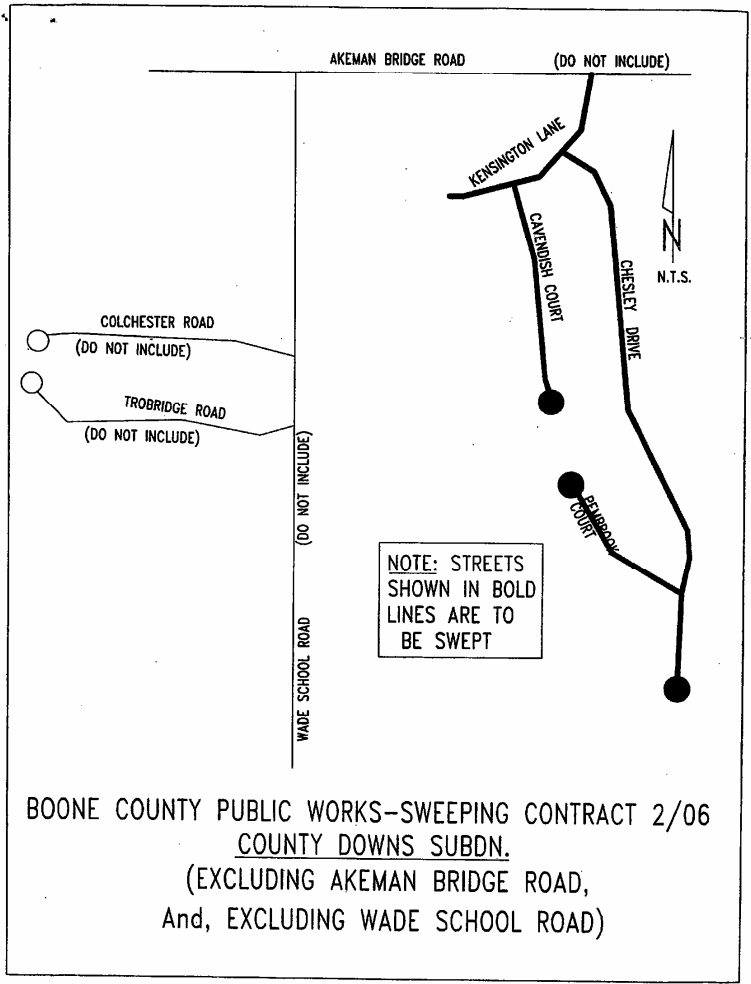 AKEMAN BRIDGE ROAD (DO NOT INCLUDE)
KENSINGTON LANE
CAVENDISH COURT
CHESLEY DRIVE
N
N.T.S.
COLCHESTER ROAD
(DO NOT INCLUDE)
TROBRIDGE ROAD
(DO NOT INCLUDE)
(DO NOT INCLUDE)
WADE SCHOOL ROAD
PEMBROOK
COURT
NOTE: STREETS
SHOWN IN BOLD
LINES ARE TO
BE SWEPT
BOONE COUNTY PUBLIC WORKS-SWEEPING CONTRACT 2/06
COUNTY DOWNS SUBDN.
(EXCLUDING AKEMAN BRIDGE ROAD,
And, EXCLUDING WADE SCHOOL ROAD)